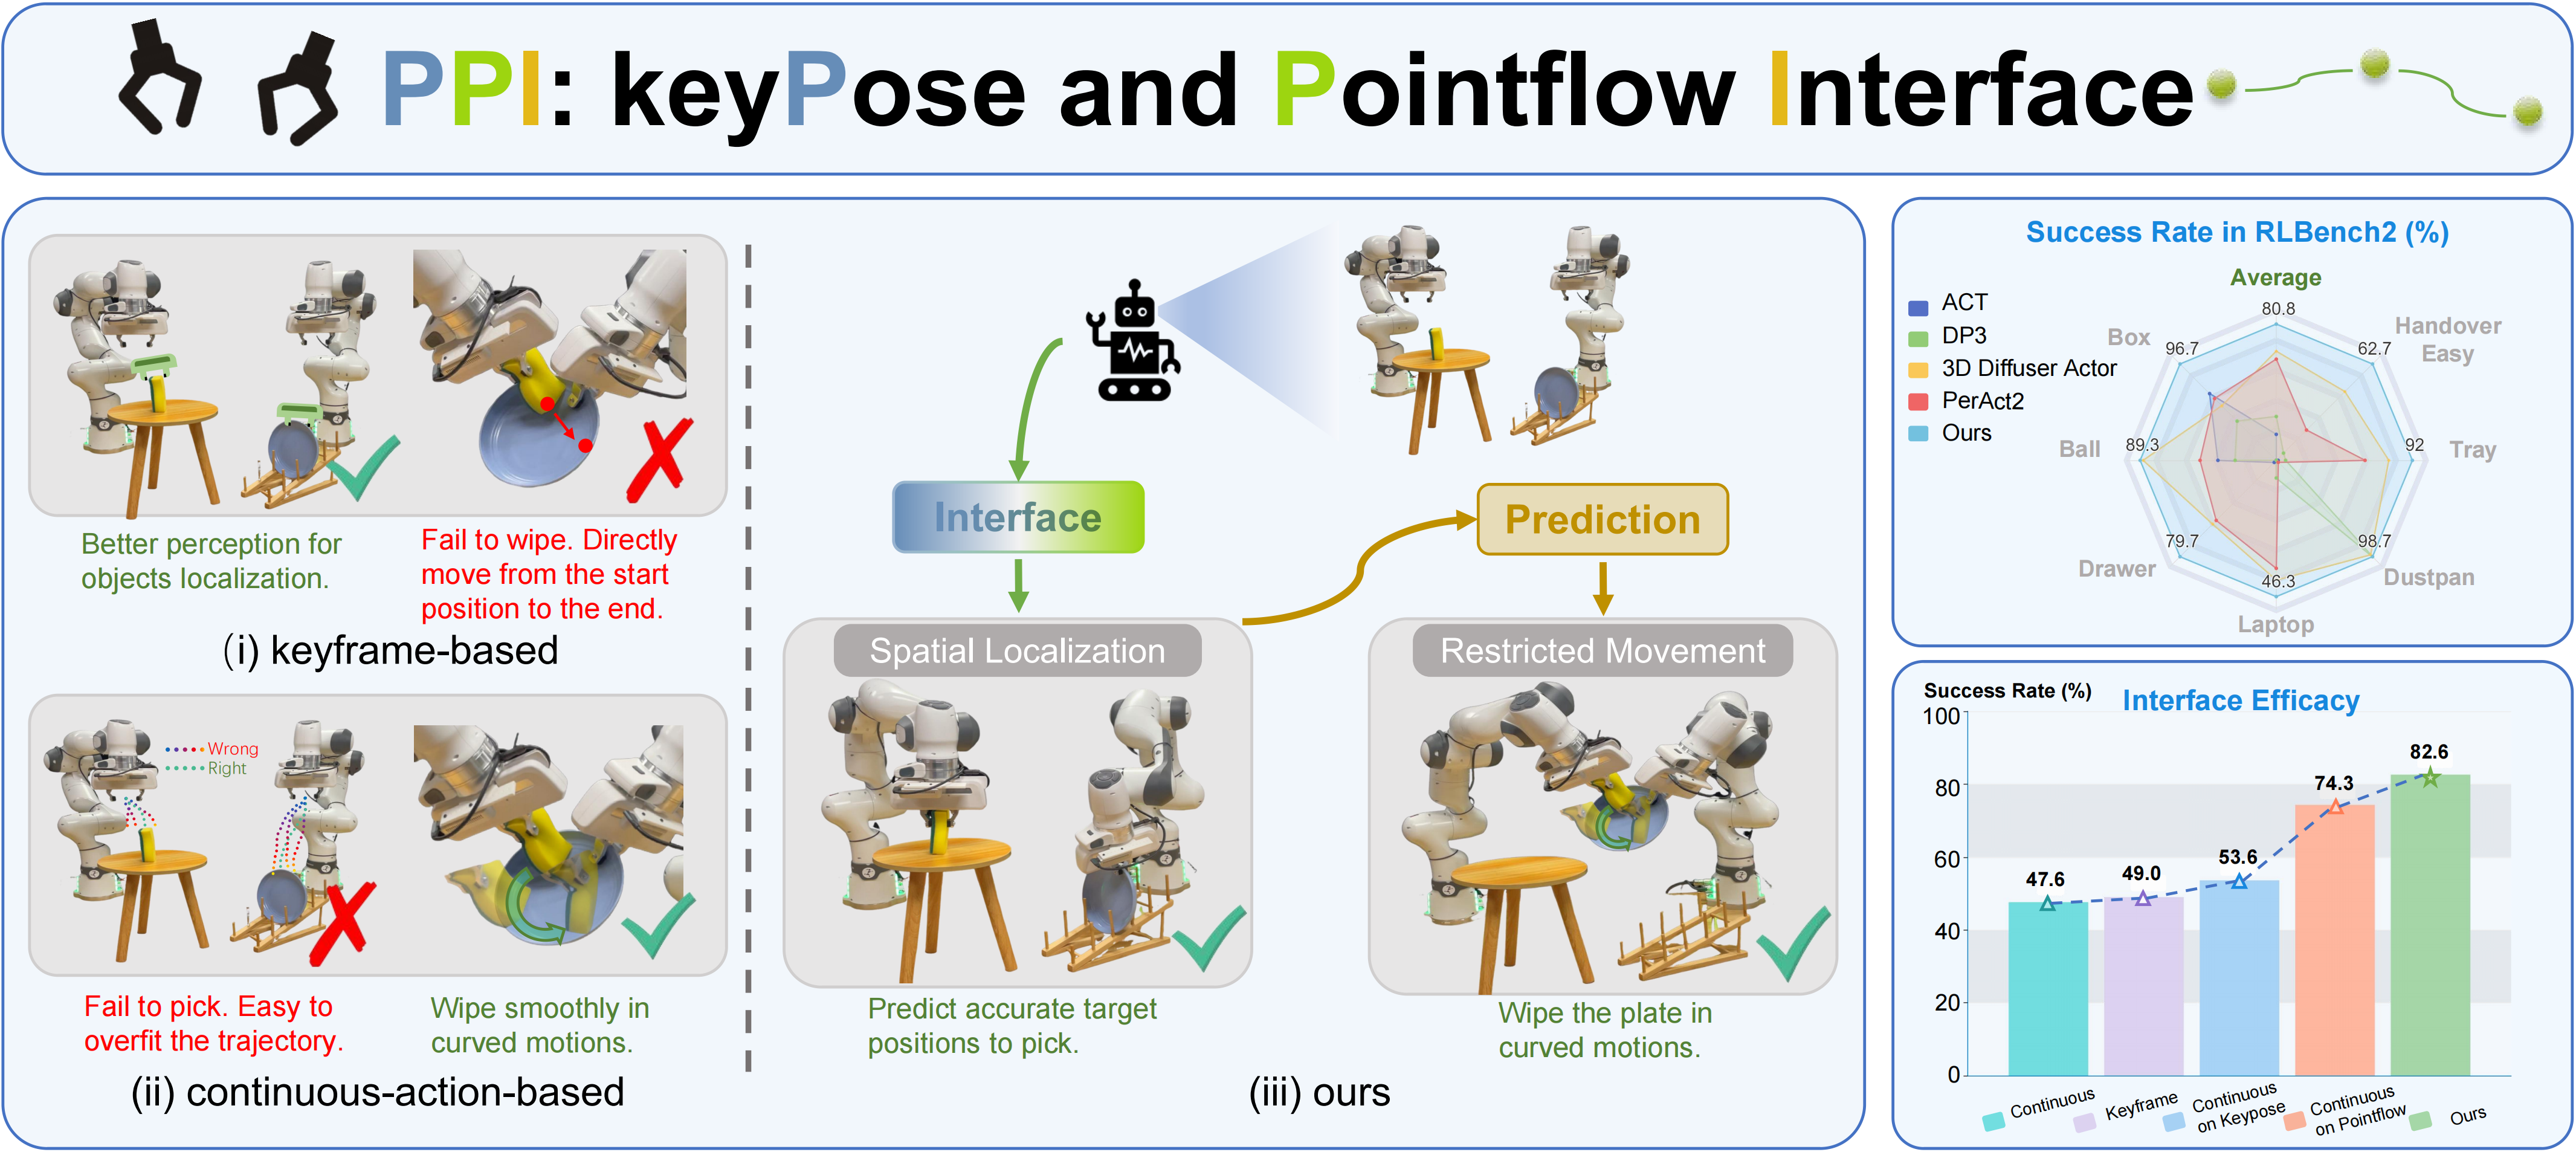 PPI: keyPose and Pointflow Interface
Better perception for
objects localization.
Fail to wipe. Directly
move from the start
position to the end.
(i) keyframe-based
Wrong
Right
Fail to pick. Easy to
overfit the trajectory.
Wipe smoothly in
curved motions.
(ii) continuous-action-based
Interface
Prediction
Spatial Localization
Restricted Movement
Predict accurate target
positions to pick.
Wipe the plate in
curved motions.
(iii) ours
Success Rate in RLBench2 (%)
ACT
DP3
3D Diffuser Actor
PerAct2
Ours
Average
80.8
Handover
Easy
62.7
Tray
92
Dustpan
98.7
Laptop
46.3
Drawer
79.7
Ball
89.3
Box
96.7
Success Rate (%)
Interface Efficacy
100
80
60
40
20
0
47.6
49.0
53.6
74.3
82.6
Continuous
Keyframe
Continuous
on Keypose
Continuous
on Pointflow
Ours